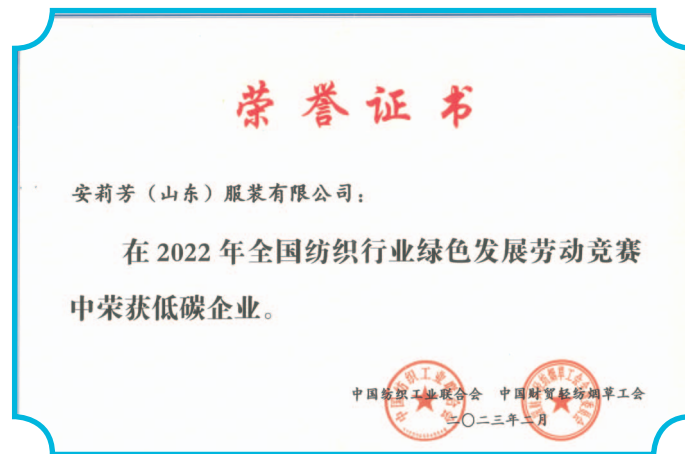 荣誉证书
安莉芳（山东）服装有限公司：
在2022年全国纺织行业绿色发展劳动竞赛
中荣获低碳企业。
中国纺织工业联合会 中国财贸轻纺烟草工会
二〇二三年二月